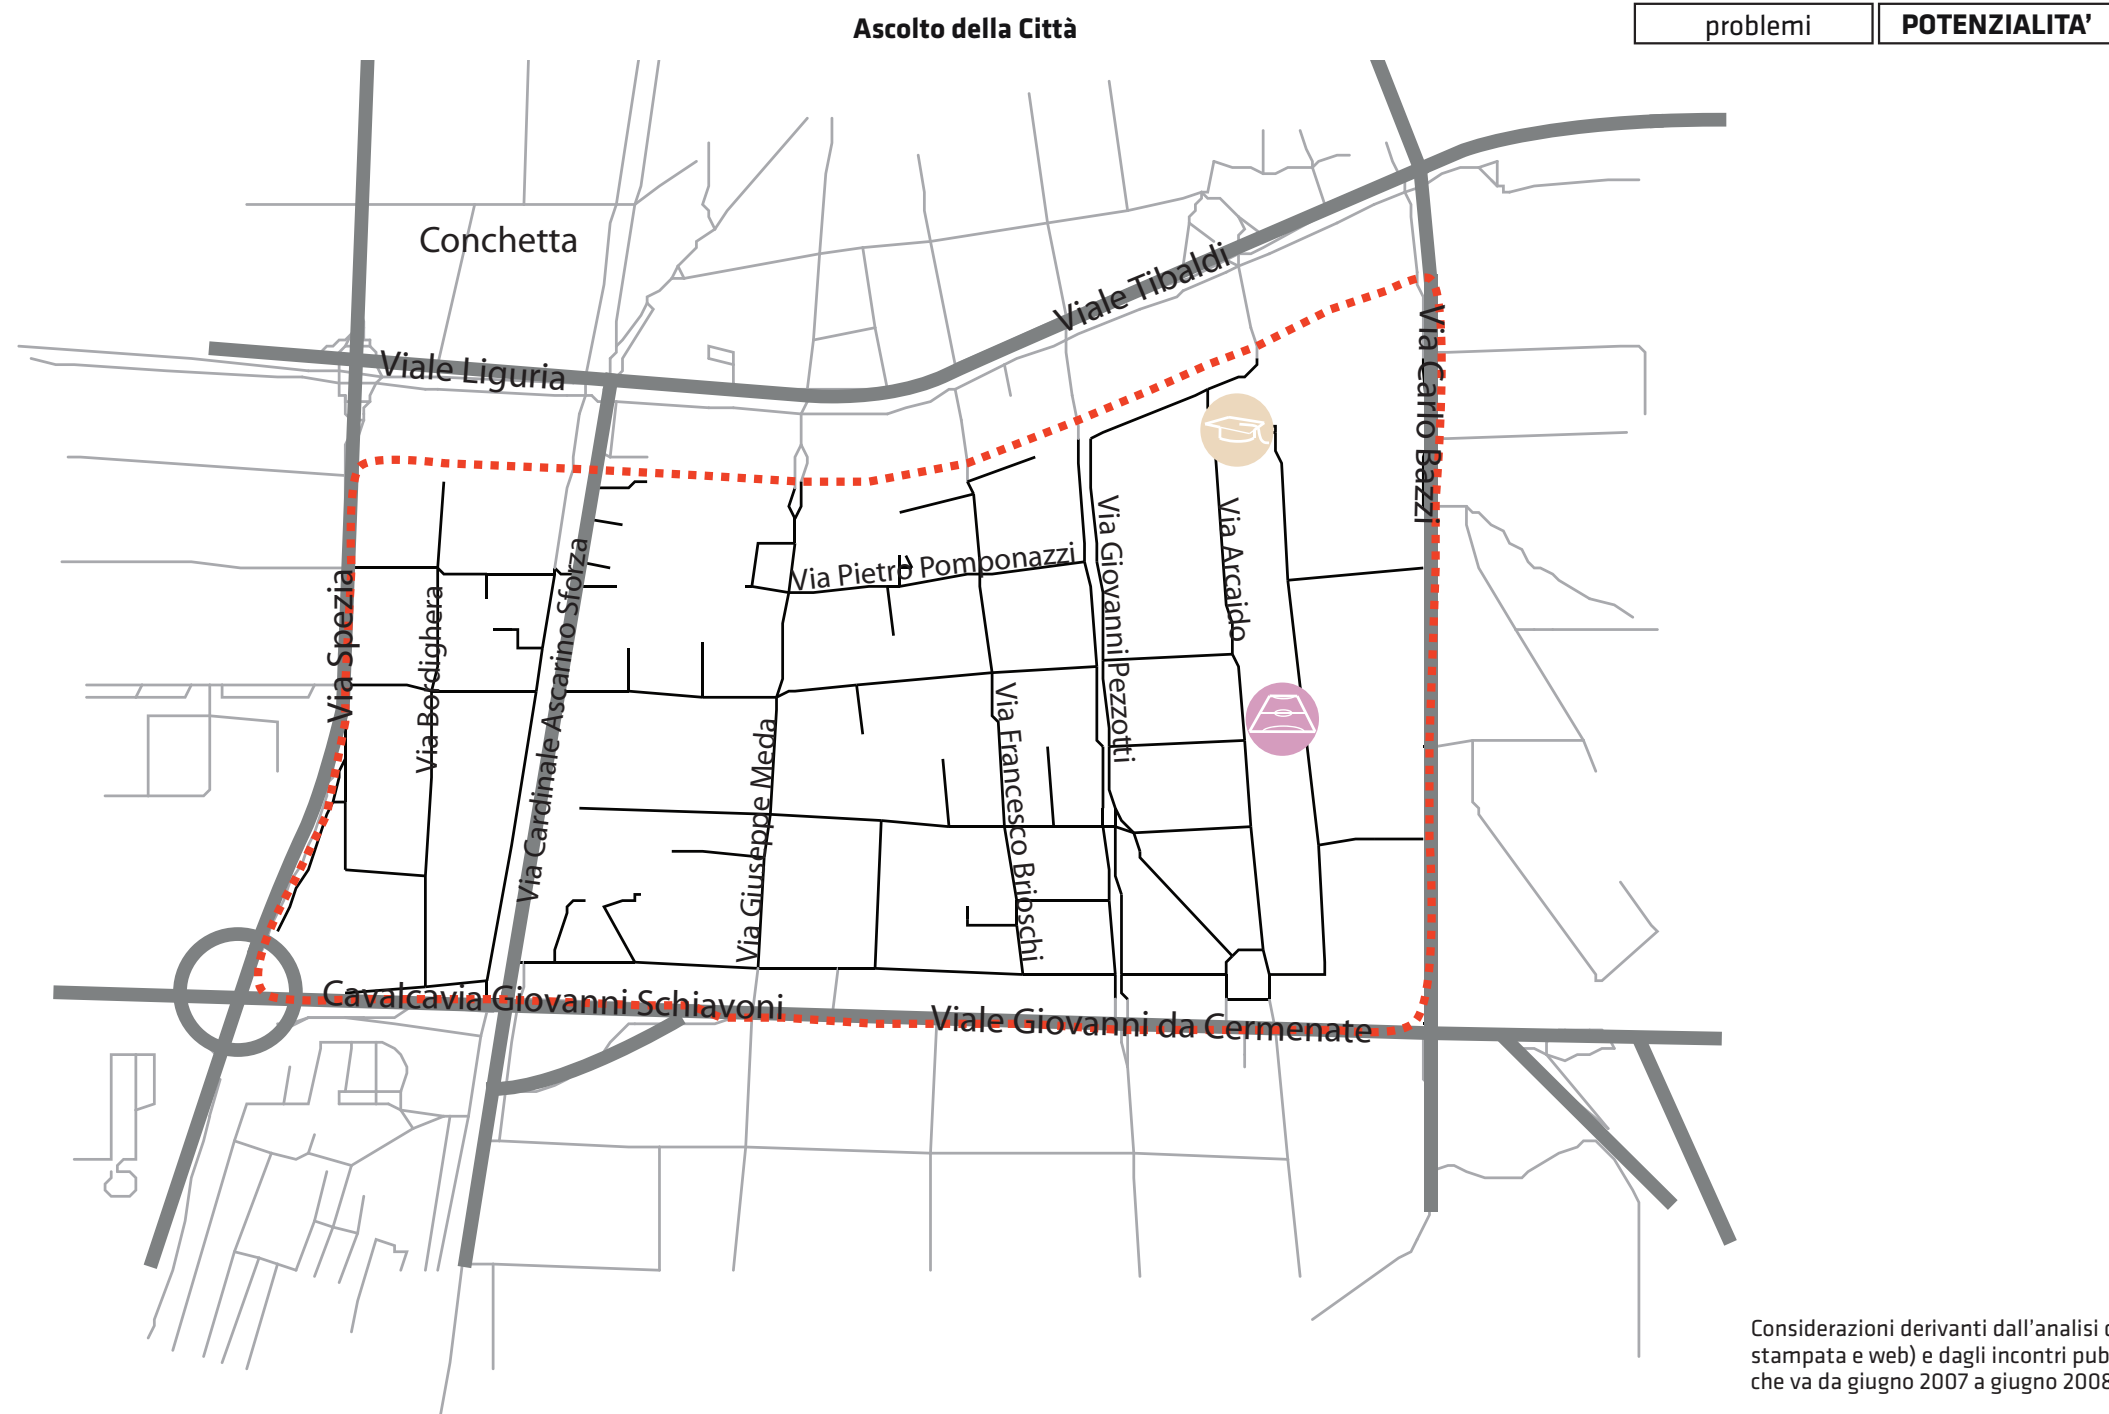 Ascolto della Città
problemi
POTENZIALITA’
Conchetta
Viale Tibaldi
Viale Liguria
Via Carlo Bazzi
Via Pietro Pomponazzi
Via Giovanni Pezzotti
Via Arcaido
Via Spezia
Via Bordighera
Via Cardinale Ascarino Sforza
Via Giuseppe Meda
Via Francesco Brioschi
Cavalcavia Giovanni Schiavoni
Viale Giovanni da Cermenate
Considerazioni derivanti dall’analisi
stampata e web) e dagli incontri
che va da giugno 2007 a giugno 2008